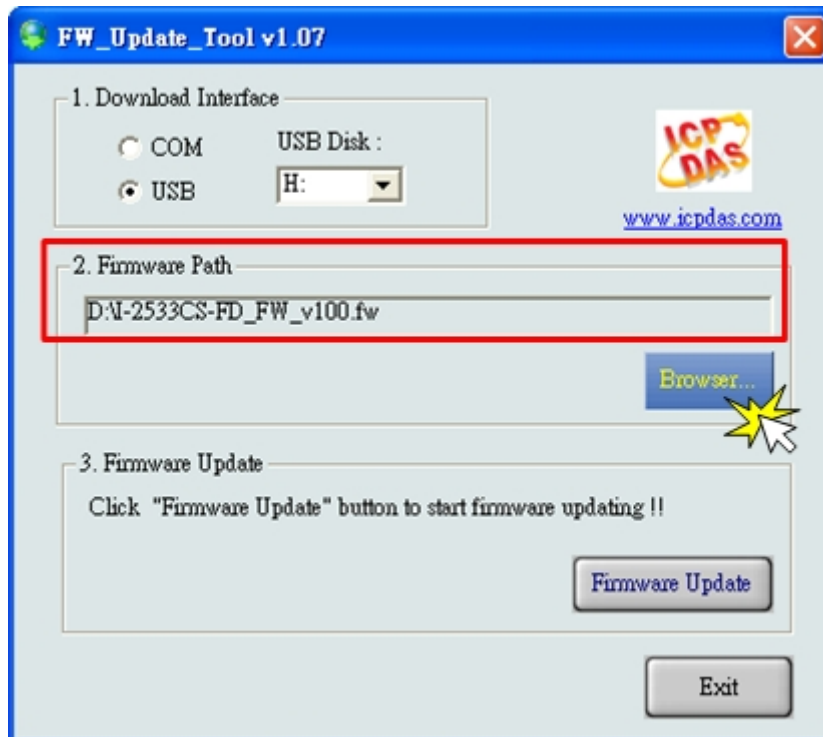 FW_Update_Tool v1.07
1. Download Interface
COM
USB Disk :
USB
H:
ICP
DAS
www.icpdas.com
2. Firmware Path
D:\I-2533CS-FD_FW_v100.fw
Browser...
3. Firmware Update
Click "Firmware Update" button to start firmware updating !!
Firmware Update
Exit